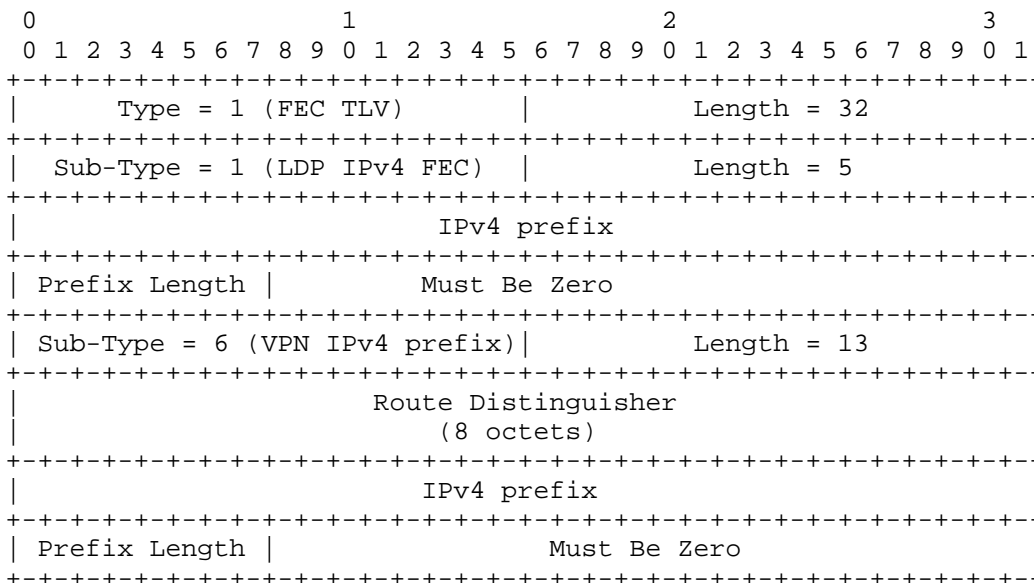 0                   1                   2                   3
 0 1 2 3 4 5 6 7 8 9 0 1 2 3 4 5 6 7 8 9 0 1 2 3 4 5 6 7 8 9 0 1
+-+-+-+-+-+-+-+-+-+-+-+-+-+-+-+-+-+-+-+-+-+-+-+-+-+-+-+-+-+-+-+-
|      Type = 1 (FEC TLV)       |          Length = 32
+-+-+-+-+-+-+-+-+-+-+-+-+-+-+-+-+-+-+-+-+-+-+-+-+-+-+-+-+-+-+-+-
|  Sub-Type = 1 (LDP IPv4 FEC)  |          Length = 5
+-+-+-+-+-+-+-+-+-+-+-+-+-+-+-+-+-+-+-+-+-+-+-+-+-+-+-+-+-+-+-+-
|                          IPv4 prefix
+-+-+-+-+-+-+-+-+-+-+-+-+-+-+-+-+-+-+-+-+-+-+-+-+-+-+-+-+-+-+-+-
| Prefix Length |         Must Be Zero
+-+-+-+-+-+-+-+-+-+-+-+-+-+-+-+-+-+-+-+-+-+-+-+-+-+-+-+-+-+-+-+-
| Sub-Type = 6 (VPN IPv4 prefix)|          Length = 13
+-+-+-+-+-+-+-+-+-+-+-+-+-+-+-+-+-+-+-+-+-+-+-+-+-+-+-+-+-+-+-+-
|                      Route Distinguisher
|                          (8 octets)
+-+-+-+-+-+-+-+-+-+-+-+-+-+-+-+-+-+-+-+-+-+-+-+-+-+-+-+-+-+-+-+-
|                         IPv4 prefix
+-+-+-+-+-+-+-+-+-+-+-+-+-+-+-+-+-+-+-+-+-+-+-+-+-+-+-+-+-+-+-+-
| Prefix Length |                 Must Be Zero
+-+-+-+-+-+-+-+-+-+-+-+-+-+-+-+-+-+-+-+-+-+-+-+-+-+-+-+-+-+-+-+-